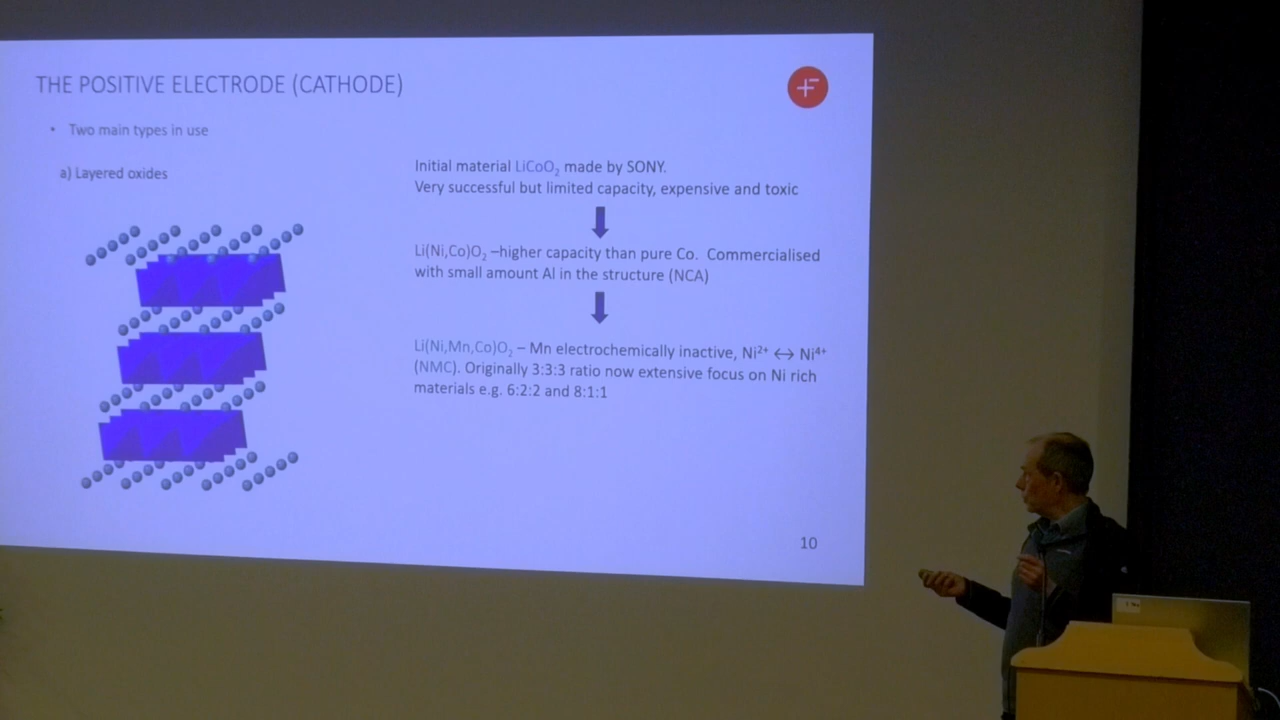 THE POSITIVE ELECTRODE (CATHODE)
• Two main types in use
a) Layered oxides
Initial material LiCoO₂ made by SONY.
Very successful but limited capacity, expensive and toxic
Li(Ni,Co)O₂ –higher capacity than pure Co. Commercialised
with small amount Al in the structure (NCA)
Li(Ni,Mn,Co)O₂ – Mn electrochemically inactive, Ni²⁺ ↔ Ni⁴⁺
(NMC). Originally 3:3:3 ratio now extensive focus on Ni rich
materials e.g. 6:2:2 and 8:1:1
10